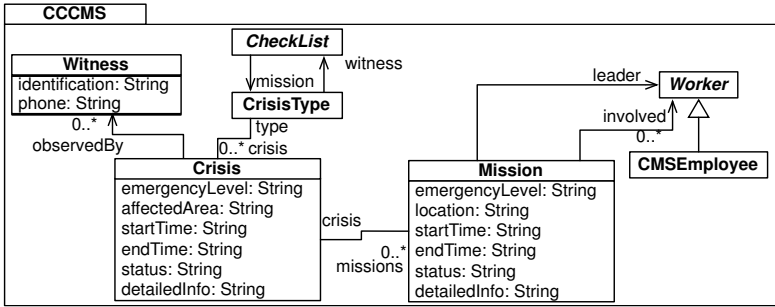 CCCMS
CheckList
Witness
identification: String
phone: String
mission
witness
CrisisType
leader
Worker
involved
0..*
0..*
observedBy
type
0..* crisis
CMSEmployee
Crisis
emergencyLevel: String
affectedArea: String
startTime: String
endTime: String
status: String
detailedInfo: String
crisis
0..*
missions
Mission
emergencyLevel: String
location: String
startTime: String
endTime: String
status: String
detailedInfo: String